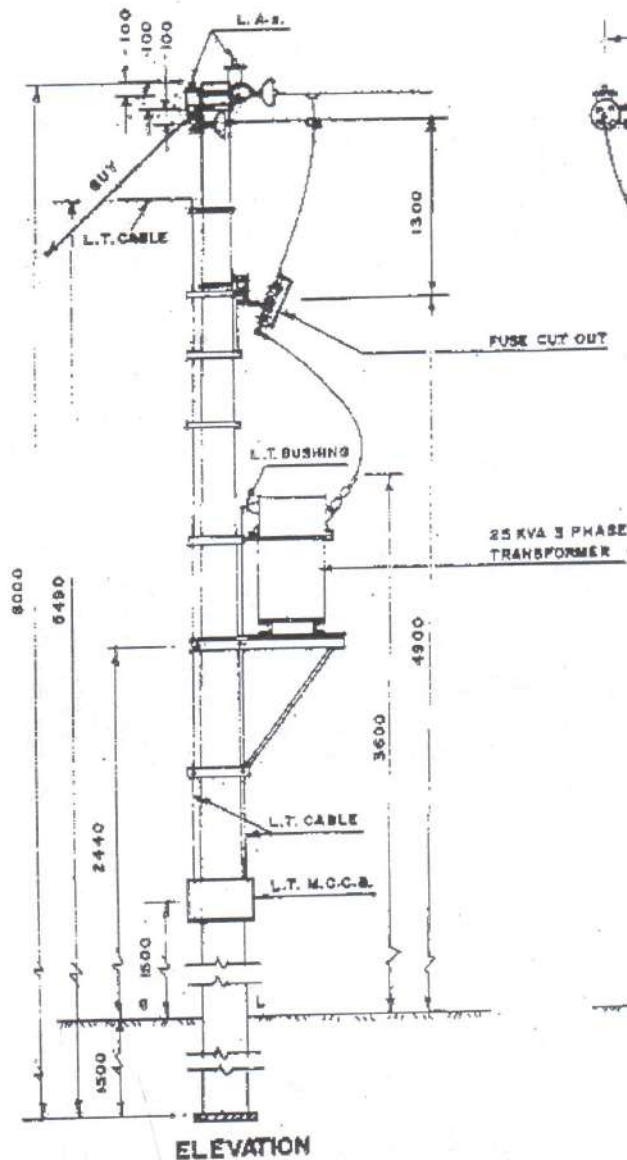 L. A-s.
100
100
100
GUY
L.T. CABLE
1300
FUSE CUT OUT
L.T. BUSHING
25 KVA 3 PHASE
TRANSFORMER
8000
6490
4900
3600
2440
L.T. CABLE
L.T. M.C.C.B.
1500
1500
ELEVATION